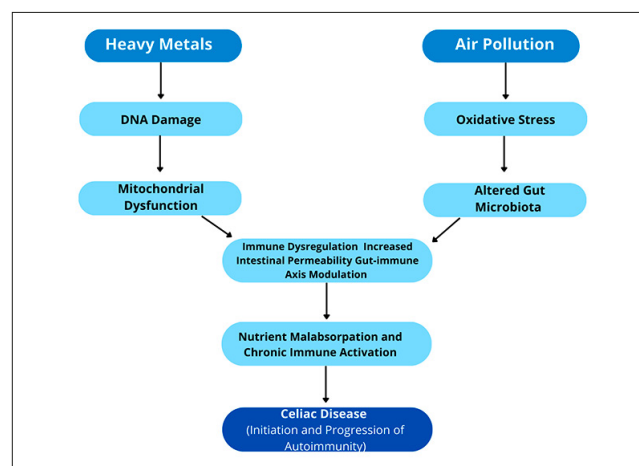 Heavy Metals
Air Pollution
DNA Damage
Oxidative Stress
Mitochondrial
Dysfunction
Altered Gut
Microbiota
Immune Dysregulation Increased
Intestinal Permeability Gut-immune
Axis Modulation
Nutrient Malabsorpation and
Chronic Immune Activation
Celiac Disease
(Initiation and Progression of
Autoimmunity)